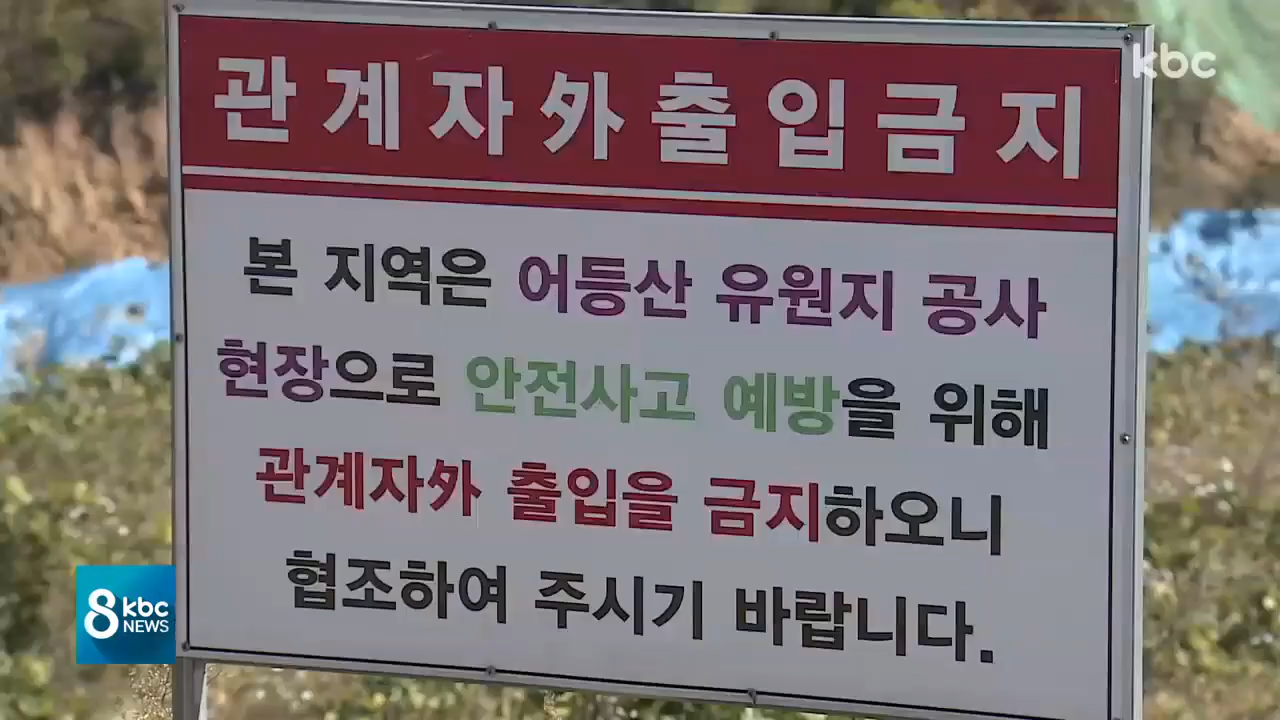 kbc
관계자外출입금지
본 지역은 어등산 유원지 공사
현장으로 안전사고 예방을 위해
관계자外 출입을 금지하오니
협조하여 주시기 바랍니다.
8 kbc
NEWS